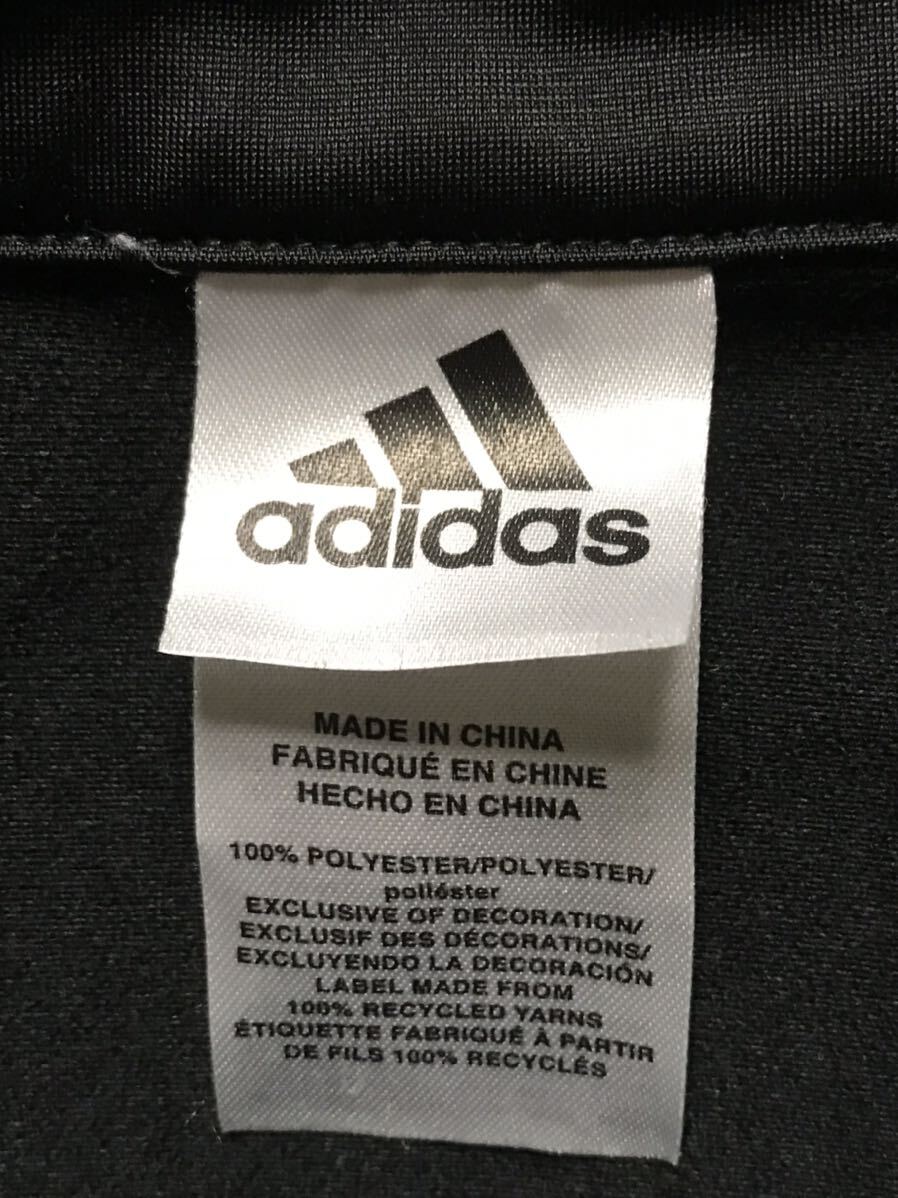 adidas
MADE IN CHINA
FABRIQUÉ EN CHINE
HECHO EN CHINA
100% POLYESTER/POLYESTER/
poliéster
EXCLUSIVE OF DECORATION/
EXCLUSIF DES DÉCORATIONS/
EXCLUYENDO LA DECORACIÓN
LABEL MADE FROM
100% RECYCLED YARNS
ÉTIQUETTE FABRIQUÉ À PARTIR
DE FILS 100% RECYCLÉS